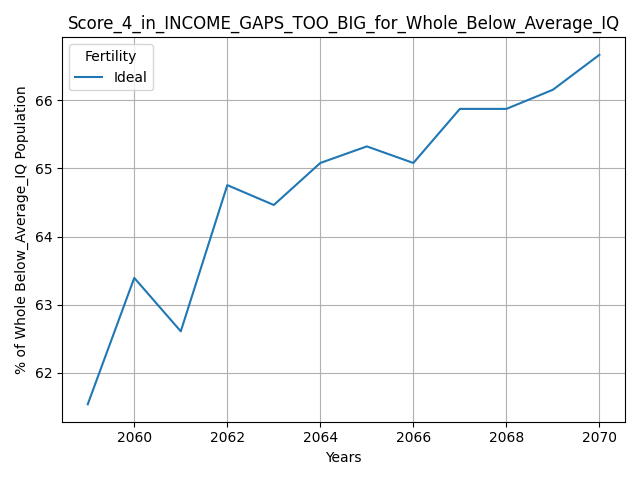 Score_4_in_INCOME_GAPS_TOO_BIG_for_Whole_Below_Average_IQ
Fertility
Ideal
% of Whole Below_Average_IQ Population
66
65
64
63
62
2060 2062 2064 2066 2068 2070
Years